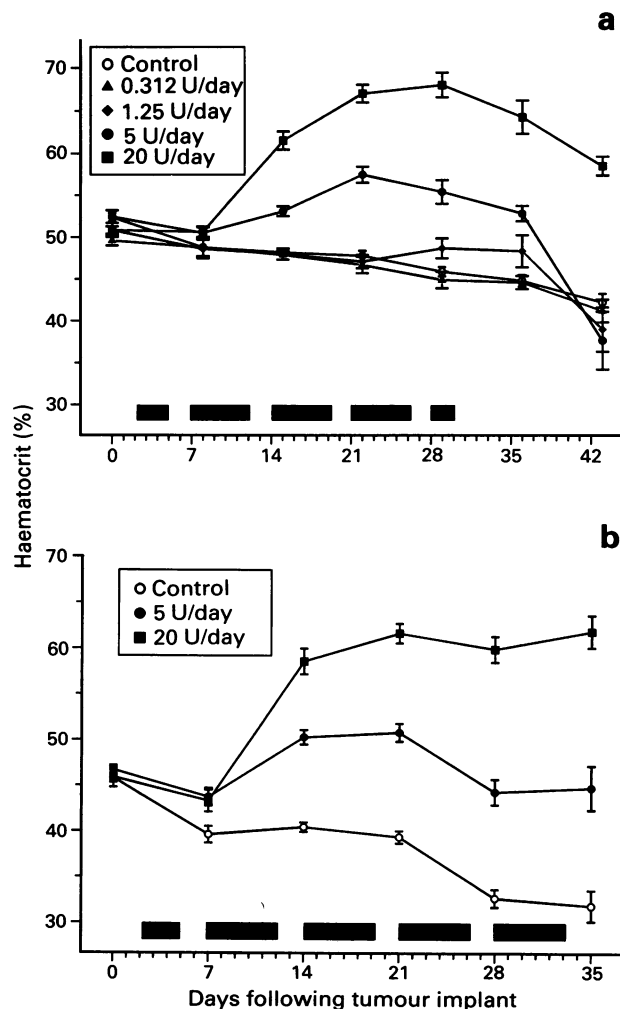 a
70
60
50
40
30
Control
0.312 U/day
1.25 U/day
5 U/day
20 U/day
0 7 14 21 28 35 42
Haematocrit (%)
b
70
60
50
40
30
Control
5 U/day
20 U/day
0 7 14 21 28 35
Days following tumour implant